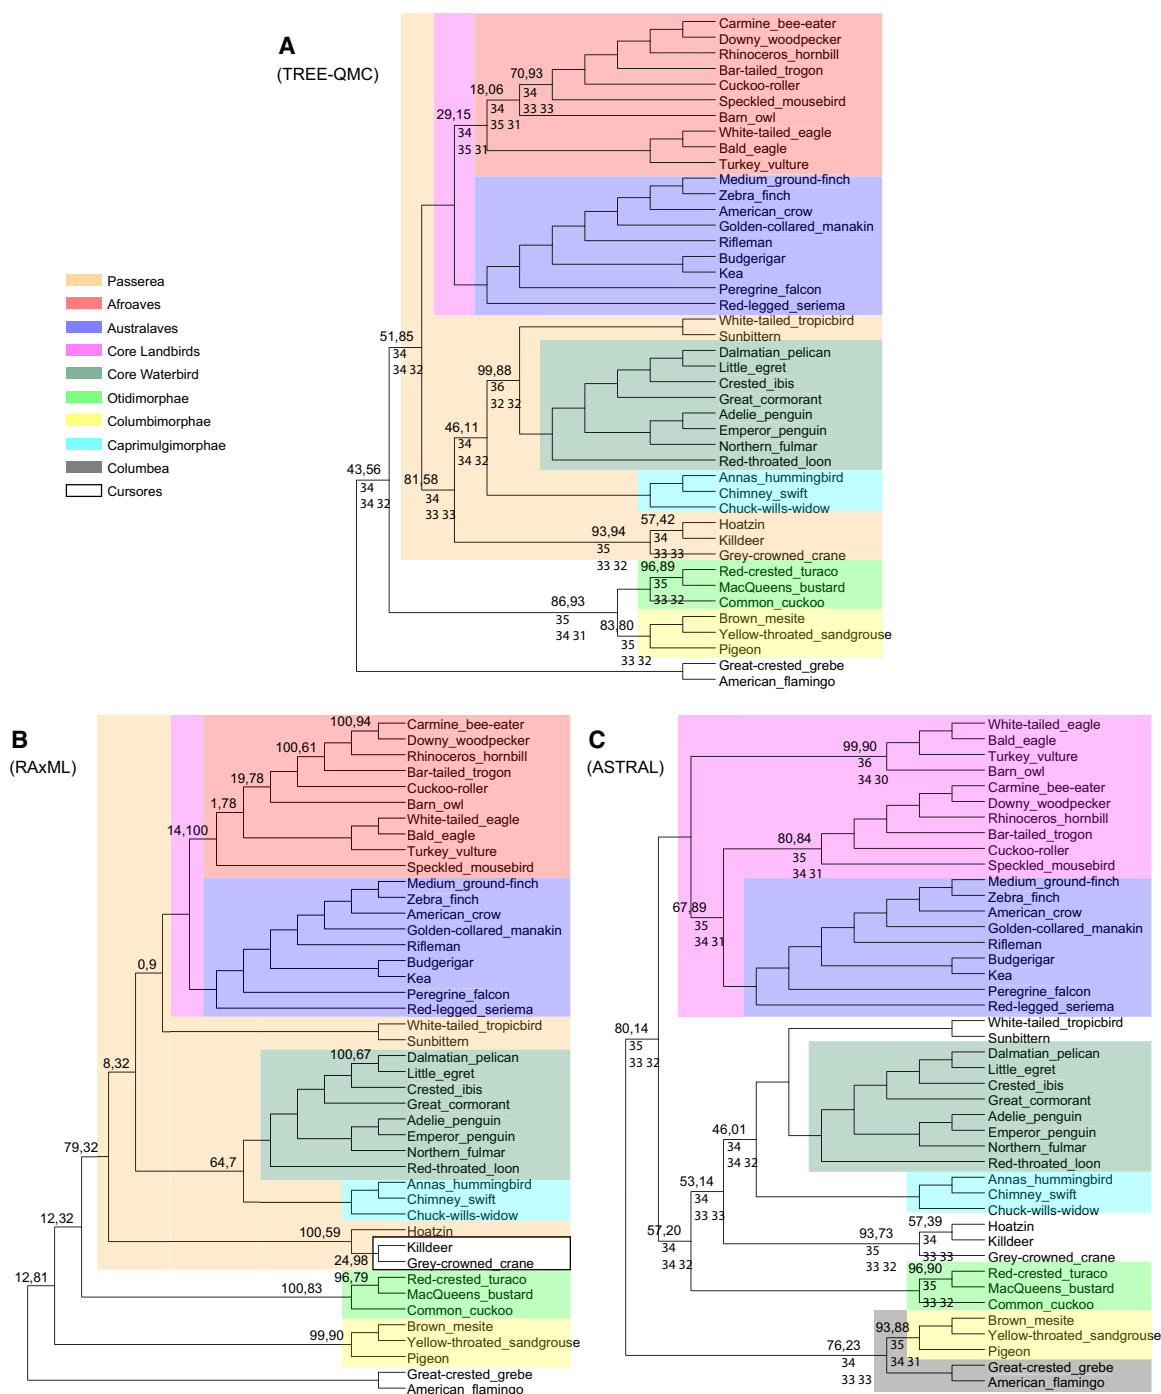 A
(TREE-QMC)
Carmine_bee-eater
Downy_woodpecker
Rhinoceros_hornbill
Bar-tailed_trogon
Cuckoo-roller
Speckled_mousebird
Barn_owl
White-tailed_eagle
Bald_eagle
Turkey_vulture
Medium_ground-finch
Zebra_finch
American_crow
Golden-collared_manakin
Rifleman
Budgerigar
Kea
Peregrine_falcon
Red-legged_seriema
White-tailed_tropicbird
Sunbittern
Dalmatian_pelican
Little_egret
Crested_ibis
Great_cormorant
Adelie_penguin
Emperor_penguin
Northern_fulmar
Red-throated_loon
Annas_hummingbird
Chimney_swift
Chuck-wills-widow
Hoatzin
Killdeer
Grey-crowned_crane
Red-crested_turaco
MacQueens_bustard
Common_cuckoo
Brown_mesite
Yellow-throated_sandgrouse
Pigeon
Great-crested_grebe
American_flamingo
70,93
34
33 33
18,06
34
35 31
29,15
34
35 31
51,85
34
34 32
99,88
36
32 32
46,11
34
34 32
43,56
34
34 32
81,58
34
33 33
57,42
34
33 33
93,94
35
33 32
96,89
35
33 32
86,93
35
34 31
83,80
35
33 32
Passerea
Afroaves
Australaves
Core Landbirds
Core Waterbird
Otidimorphae
Columbimorphae
Caprimulgimorphae
Columbea
Cursores
B
(RAxML)
Carmine_bee-eater
Downy_woodpecker
Rhinoceros_hornbill
Bar-tailed_trogon
Cuckoo-roller
Barn_owl
White-tailed_eagle
Bald_eagle
Turkey_vulture
Speckled_mousebird
Medium_ground-finch
Zebra_finch
American_crow
Golden-collared_manakin
Rifleman
Budgerigar
Kea
Peregrine_falcon
Red-legged_seriema
White-tailed_tropicbird
Sunbittern
Dalmatian_pelican
Little_egret
Crested_ibis
Great_cormorant
Adelie_penguin
Emperor_penguin
Northern_fulmar
Red-throated_loon
Annas_hummingbird
Chimney_swift
Chuck-wills-widow
Hoatzin
Killdeer
Grey-crowned_crane
Red-crested_turaco
MacQueens_bustard
Common_cuckoo
Brown_mesite
Yellow-throated_sandgrouse
Pigeon
Great-crested_grebe
American_flamingo
100,94
100,61
19,78
1,78
14,100
0,9
100,67
8,32
79,32
64,7
12,32
100,59
24,98
12,81
96,79
100,83
99,90
C
(ASTRAL)
White-tailed_eagle
Bald_eagle
Turkey_vulture
Barn_owl
Carmine_bee-eater
Downy_woodpecker
Rhinoceros_hornbill
Bar-tailed_trogon
Cuckoo-roller
Speckled_mousebird
Medium_ground-finch
Zebra_finch
American_crow
Golden-collared_manakin
Rifleman
Budgerigar
Kea
Peregrine_falcon
Red-legged_seriema
White-tailed_tropicbird
Sunbittern
Dalmatian_pelican
Little_egret
Crested_ibis
Great_cormorant
Adelie_penguin
Emperor_penguin
Northern_fulmar
Red-throated_loon
Annas_hummingbird
Chimney_swift
Chuck-wills-widow
Hoatzin
Killdeer
Grey-crowned_crane
Red-crested_turaco
MacQueens_bustard
Common_cuckoo
Brown_mesite
Yellow-throated_sandgrouse
Pigeon
Great-crested_grebe
American_flamingo
99,90
36
34 30
80,84
35
34 31
67,89
35
34 31
80,14
35
33 32
46,01
34
34 32
53,14
34
33 33
57,20
34
34 32
57,39
34
33 33
93,73
35
33 32
96,90
35
33 32
93,88
35
34 31
76,23
34
33 33